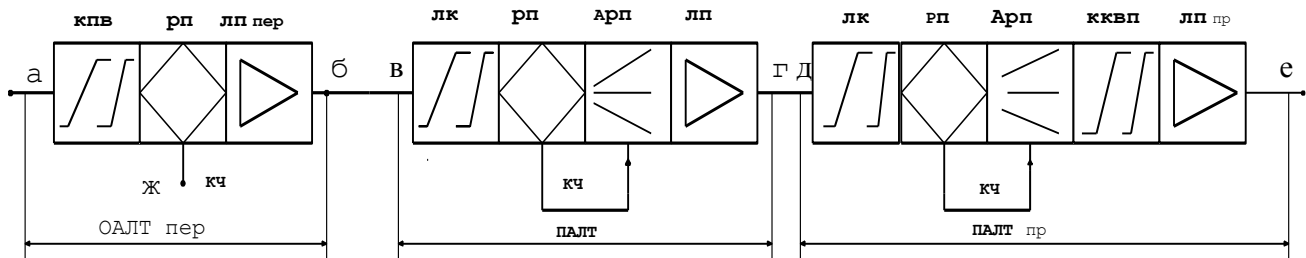 кпв рп лп пер лк рп Арп лп лк Рп Арп кквп лп пр
а б в г д е
ж кч кч кч
ОАЛТ пер ПАЛТ ПАЛТ пр